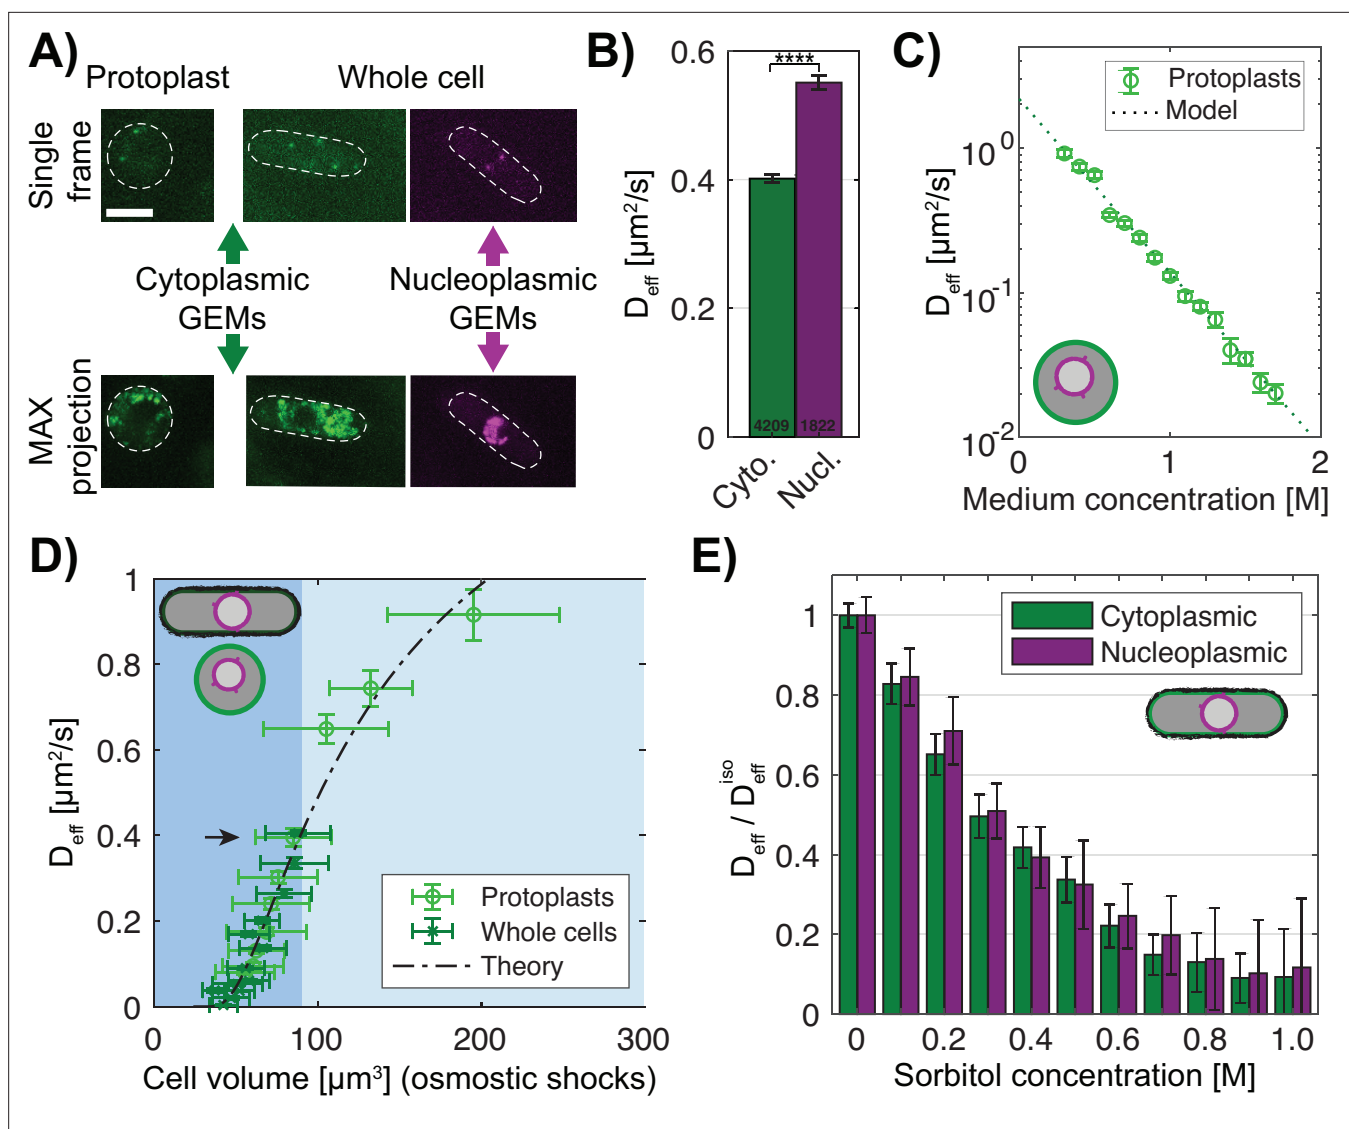 A)
Protoplast
Whole cell
Single
frame
Cytoplasmic
GEMs
Nucleoplasmic
GEMs
MAX
projection
B)
0.6
0.4
0.2
0
D_eff [μm²/s]
****
4209
1822
Cyto.
Nucl.
C)
Protoplasts
Model
10⁰
10⁻¹
10⁻²
D_eff [μm²/s]
0
1
2
Medium concentration [M]
D)
1
0.8
0.6
0.4
0.2
0
D_eff [μm²/s]
Protoplasts
Whole cells
Theory
0
100
200
300
Cell volume [μm³] (osmostic shocks)
E)
Cytoplasmic
Nucleoplasmic
1
0.8
0.6
0.4
0.2
0
D_eff / D_eff^iso
0
0.2
0.4
0.6
0.8
1.0
Sorbitol concentration [M]